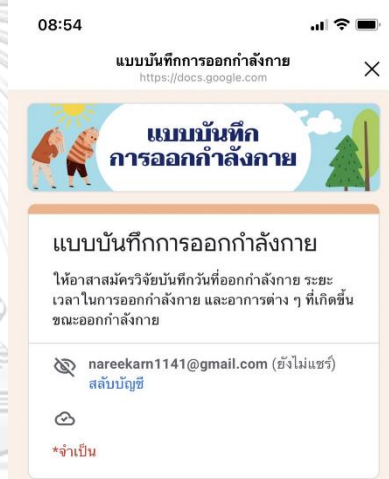 08:54
แบบบันทึกการออกกำลังกาย
https://docs.google.com
แบบบันทึก
การออกกำลังกาย
แบบบันทึกการออกกำลังกาย
ให้อาสาสมัครวิจัยบันทึกวันที่ออกกำลังกาย ระยะ
เวลาในการออกกำลังกาย และอาการต่าง ๆ ที่เกิดขึ้น
ขณะออกกำลังกาย
nareekarn1141@gmail.com (ยังไม่แชร์)
สลับบัญชี
*จำเป็น